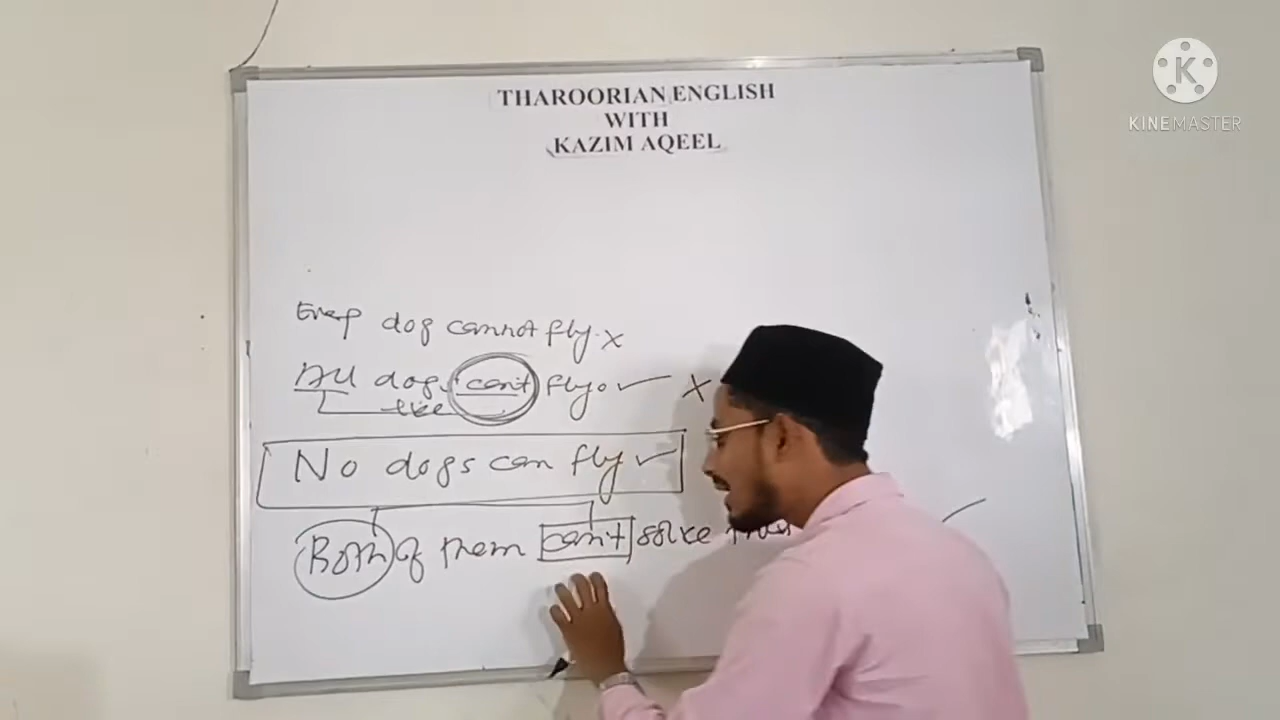 THAROORIAN ENGLISH
WITH
KAZIM AQEEL
K
KINEMASTER
Every dog cannot fly. x
All dogs can't fly. ✓ x
No dogs can fly ✓
Both of them can't solve